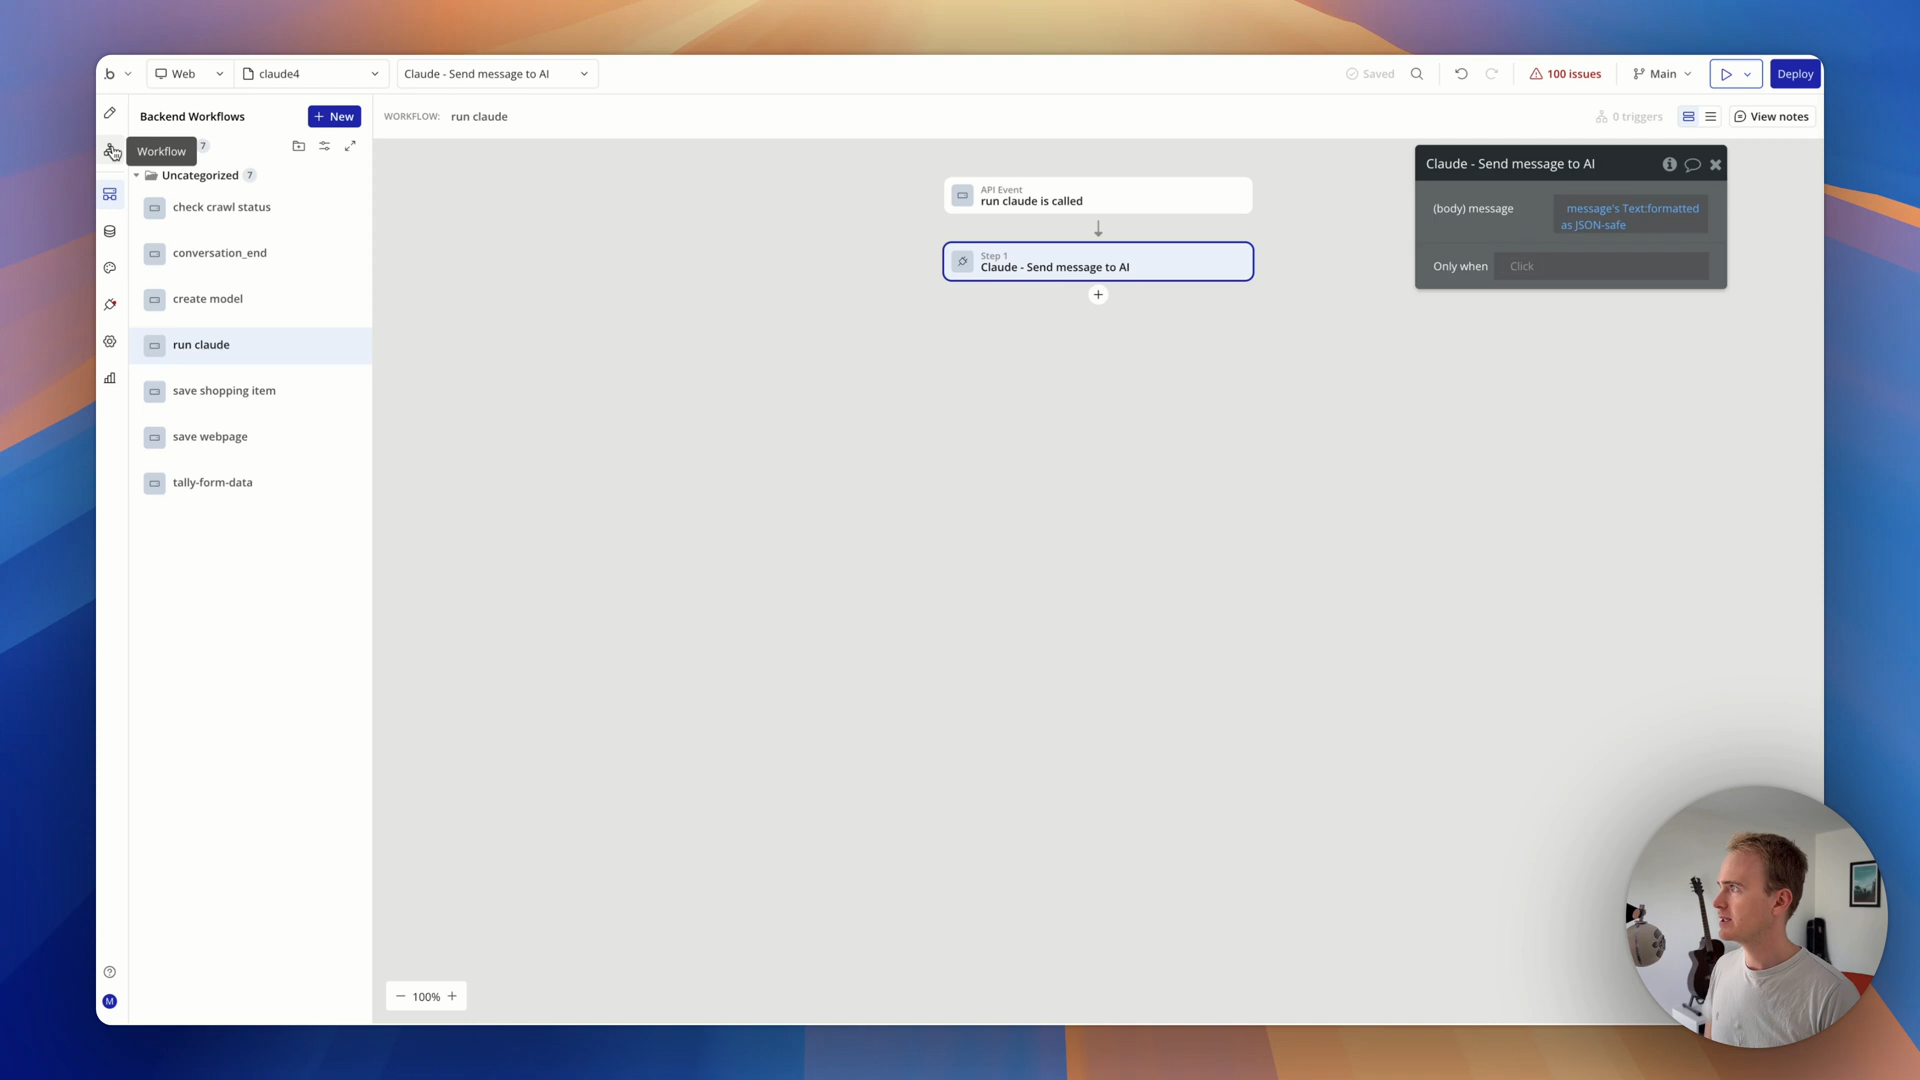 Web
claude4
Claude - Send message to AI
Saved
100 issues
Main
Deploy
Backend Workflows
+ New
WORKFLOW: run claude
0 triggers
View notes
Workflow
7
Uncategorized 7
check crawl status
conversation_end
create model
run claude
save shopping item
save webpage
tally-form-data
API Event
run claude is called
Step 1
Claude - Send message to AI
Claude - Send message to AI
(body) message
message's Text:formatted
as JSON-safe
Only when
Click
100%
M